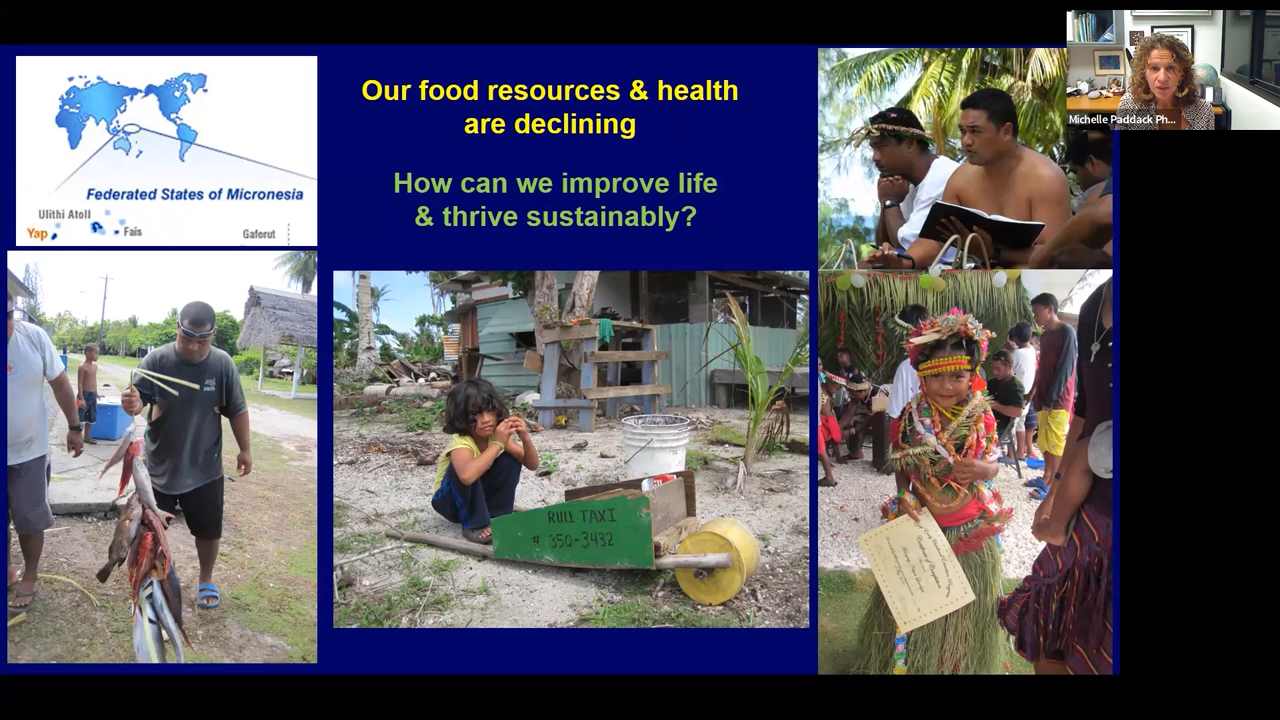 Our food resources & health
are declining
How can we improve life
& thrive sustainably?
Federated States of Micronesia
Ulithi Atoll
Yap
Fais
Gaferut
RULL TAXI
# 350-3432
Michelle Paddack Ph...